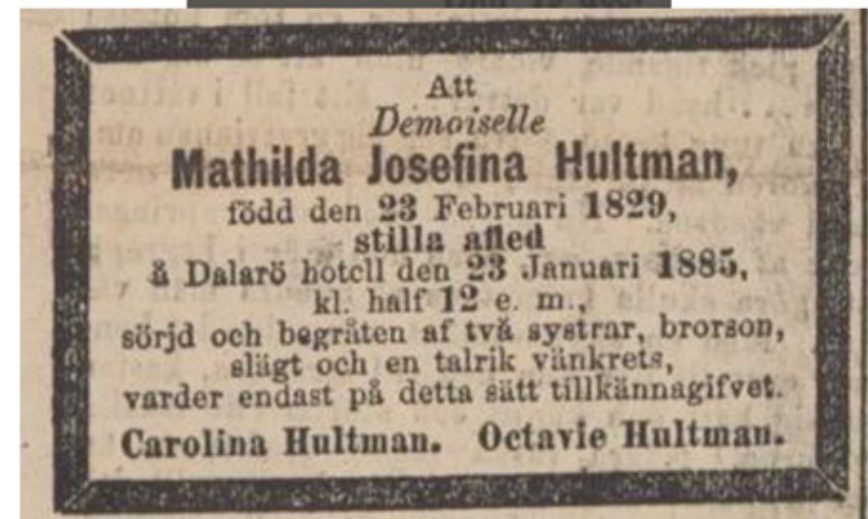 Att
Demoiselle
Mathilda Josefina Hultman,
född den 23 Februari 1829,
stilla afled
å Dalarö hotell den 23 Januari 1885,
kl. half 12 e. m.,
sörjd och begråten af två systrar, brorson,
slägt och en talrik vänkrets,
varder endast på detta sätt tillkännagifvet.
Carolina Hultman. Octavie Hultman.